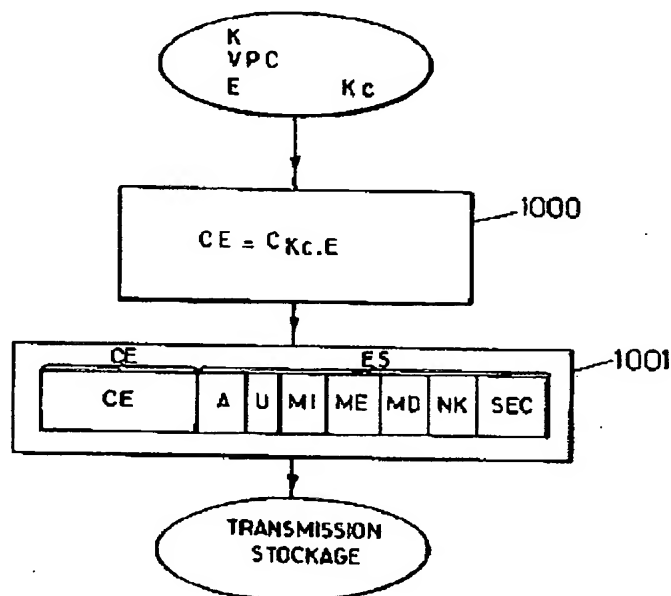 K
VPC
E Kc
1000
CE = CKc.E
1001
CE ES
CE A U MI ME MD NK SEC
TRANSMISSION
STOCKAGE